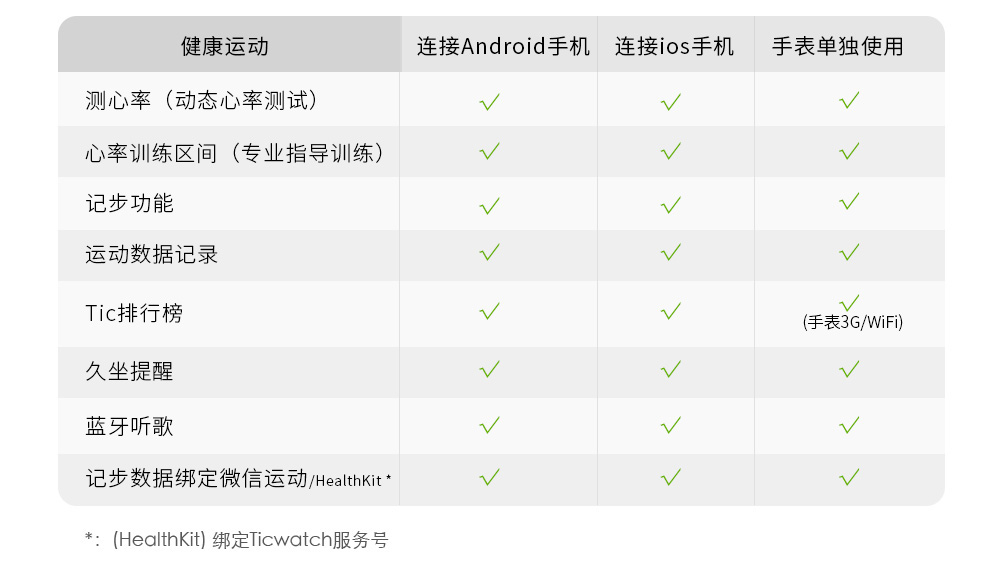 健康运动 连接Android手机 连接ios手机 手表单独使用
测心率（动态心率测试） √ √ √
心率训练区间（专业指导训练） √ √ √
记步功能 √ √ √
运动数据记录 √ √ √
Tic排行榜 √ √ √
(手表3G/WiFi)
久坐提醒 √ √ √
蓝牙听歌 √ √ √
记步数据绑定微信运动/HealthKit * √ √ √
*：(HealthKit) 绑定Ticwatch服务号